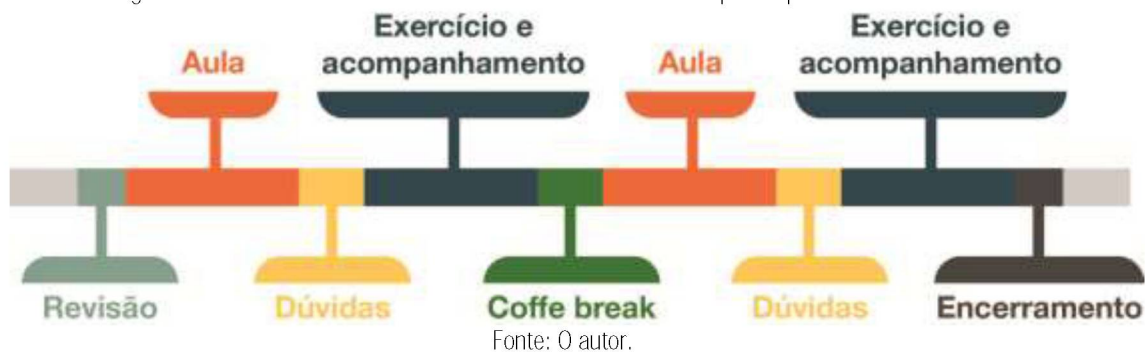 Exercício e
acompanhamento
Aula
Exercício e
acompanhamento
Aula
Revisão
Dúvidas
Coffe break
Dúvidas
Encerramento
Fonte: O autor.